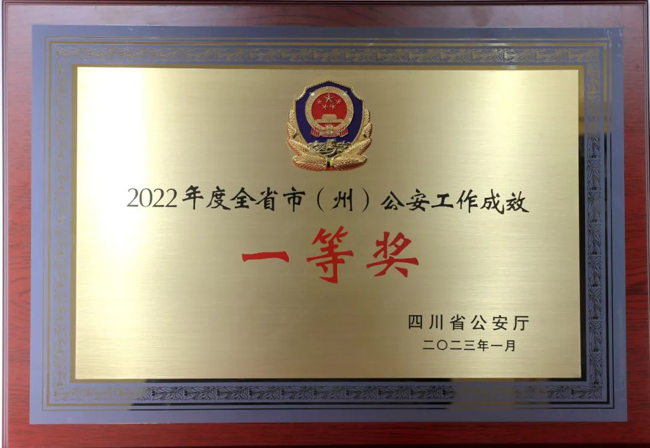 2022年度全省市（州）公安工作成效
一等奖
四川省公安厅
二〇二三年一月